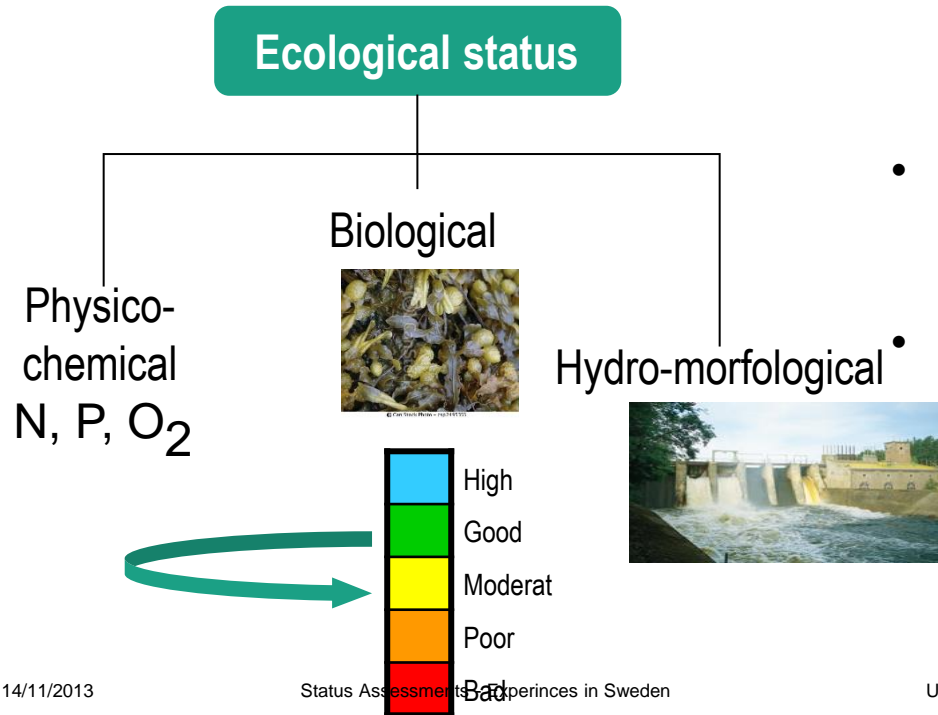 Ecological status
Biological
Physico-
chemical
N, P, O2
Hydro-morfological
•
•
High
Good
Moderat
Poor
Bad
14/11/2013
Status Assessments - Experinces in Sweden
U